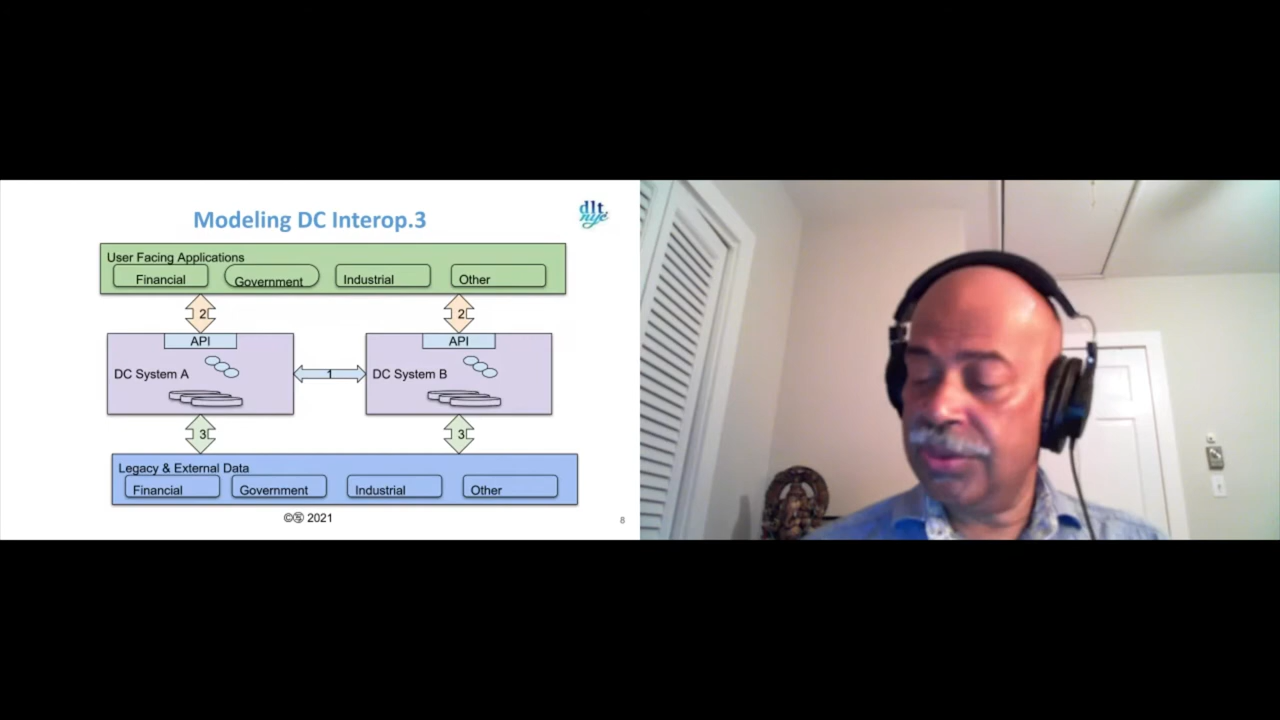 Modeling DC Interop.3
dlt
nyc
User Facing Applications
Financial
Government
Industrial
Other
2
2
API
API
DC System A
1
DC System B
3
3
Legacy & External Data
Financial
Government
Industrial
Other
©㊄ 2021
8